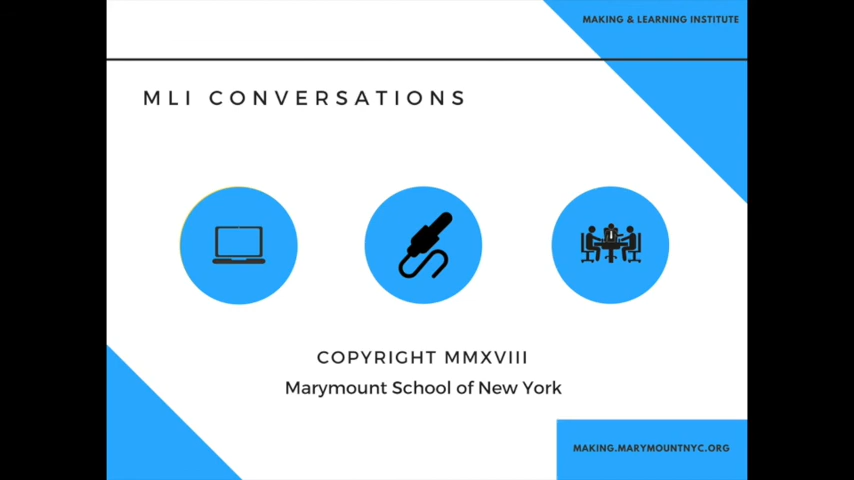 MAKING & LEARNING INSTITUTE
MLI CONVERSATIONS
COPYRIGHT MMXVIII
Marymount School of New York
MAKING.MARYMOUNTNYC.ORG